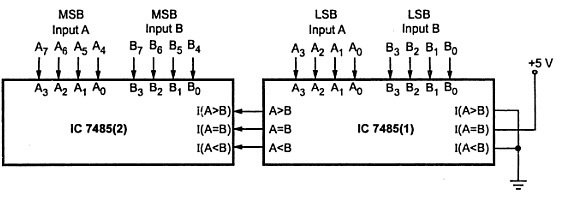 MSB MSB LSB LSB
Input A Input B Input A Input B
A7 A6 A5 A4 B7 B6 B5 B4 A3 A2 A1 A0 B3 B2 B1 B0
+5 V
A3 A2 A1 A0 B3 B2 B1 B0 A3 A2 A1 A0 B3 B2 B1 B0
I(A>B) A>B I(A>B)
IC 7485(2) I(A=B) A=B IC 7485(1) I(A=B)
I(A<B) A<B I(A<B)